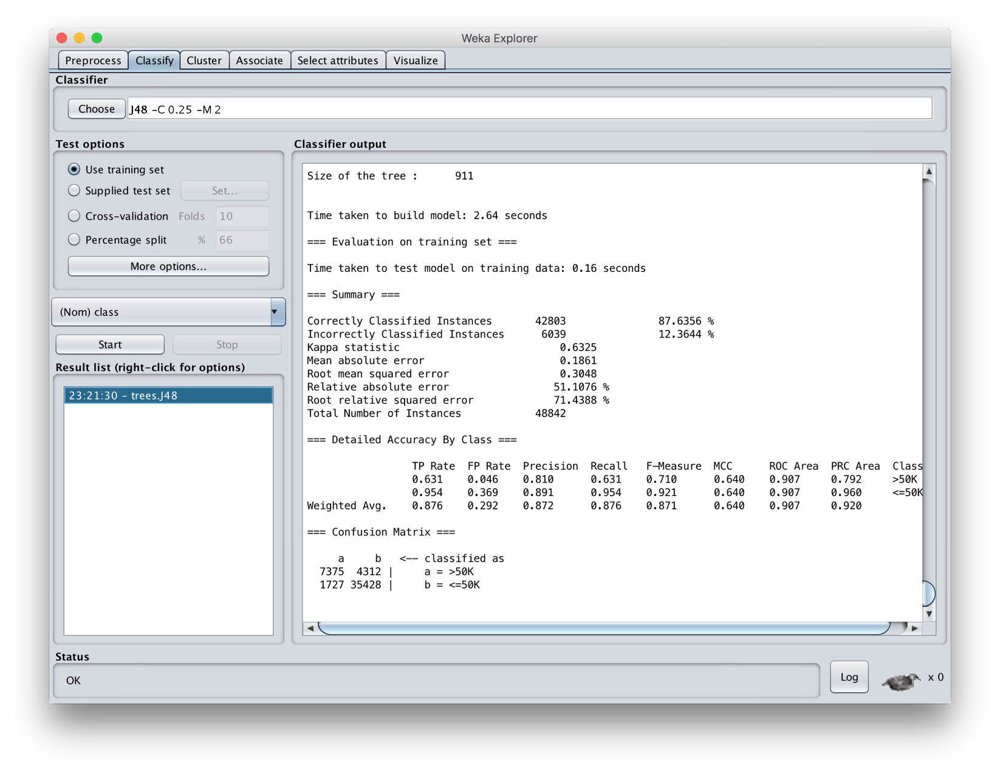 Weka Explorer
Preprocess Classify Cluster Associate Select attributes Visualize
Classifier
Choose J48 -C 0.25 -M 2
Test options
Use training set
Supplied test set Set...
Cross-validation Folds 10
Percentage split % 66
More options...
(Nom) class
Start Stop
Result list (right-click for options)
23:21:30 - trees.J48
Classifier output
Size of the tree : 911
Time taken to build model: 2.64 seconds
=== Evaluation on training set ===
Time taken to test model on training data: 0.16 seconds
=== Summary ===
Correctly Classified Instances 42803 87.6356 %
Incorrectly Classified Instances 6039 12.3644 %
Kappa statistic 0.6325
Mean absolute error 0.1861
Root mean squared error 0.3048
Relative absolute error 51.1076 %
Root relative squared error 71.4388 %
Total Number of Instances 48842
=== Detailed Accuracy By Class ===
TP Rate FP Rate Precision Recall F-Measure MCC ROC Area PRC Area Class
0.631 0.046 0.810 0.631 0.710 0.640 0.907 0.792 >50K
0.954 0.369 0.891 0.954 0.921 0.640 0.907 0.960 <=50K
Weighted Avg. 0.876 0.292 0.872 0.876 0.871 0.640 0.907 0.920
=== Confusion Matrix ===
a b <-- classified as
7375 4312 | a = >50K
1727 35428 | b = <=50K
Status
OK
Log x 0